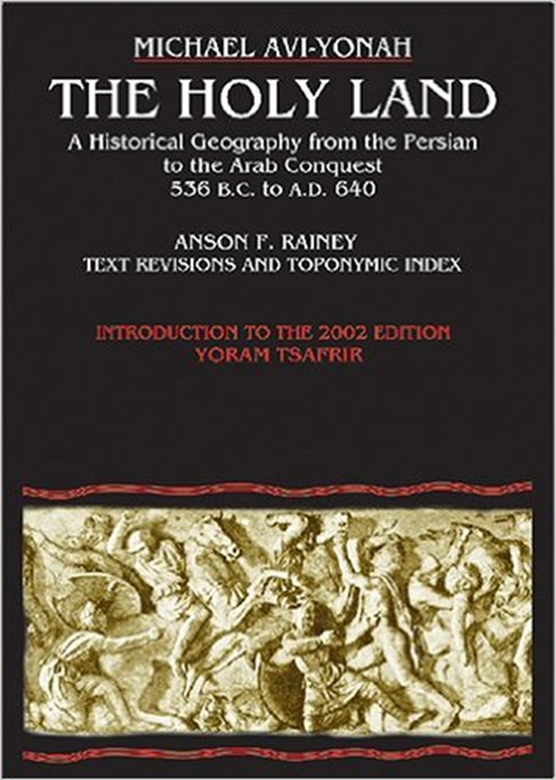 MICHAEL AVI-YONAH
THE HOLY LAND
A Historical Geography from the Persian
to the Arab Conquest
536 B.C. to A.D. 640
ANSON F. RAINEY
TEXT REVISIONS AND TOPONYMIC INDEX
INTRODUCTION TO THE 2002 EDITION
YORAM TSAFRIR